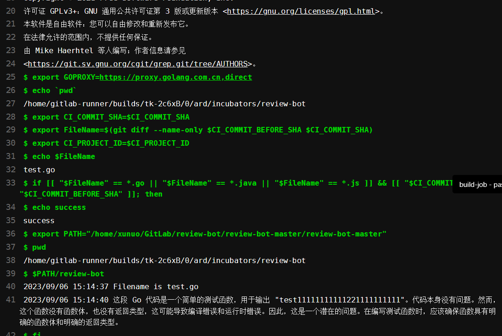 20 许可证 GPLv3+：GNU 通用公共许可证第 3 版或更新版本 <https://gnu.org/licenses/gpl.html>。
21 本软件是自由软件：您可以自由修改和重新发布它。
22 在法律允许的范围内，不提供任何保证。
23 由 Mike Haerhtel 等人编写；作者信息请参见
24 <https://git.sv.gnu.org/cgit/grep.git/tree/AUTHORS>。
25 $ export GOPROXY=https://proxy.golang.com.cn,direct
26 $ echo `pwd`
27 /home/gitlab-runner/builds/tk-2c6xB/0/ard/incubators/review-bot
28 $ export CI_COMMIT_SHA=$CI_COMMIT_SHA
29 $ export FileName=$(git diff --name-only $CI_COMMIT_BEFORE_SHA $CI_COMMIT_SHA)
30 $ export CI_PROJECT_ID=$CI_PROJECT_ID
31 $ echo $FileName
32 test.go
33 $ if [[ "$FileName" == *.go || "$FileName" == *.java || "$FileName" == *.js ]] && [[ "$CI_COMMIT
"$CI_COMMIT_BEFORE_SHA" ]]; then
build-job - pas
34 $ echo success
35 success
36 $ export PATH="/home/xunuo/GitLab/review-bot/review-bot-master/review-bot-master"
37 $ pwd
38 /home/gitlab-runner/builds/tk-2c6xB/0/ard/incubators/review-bot
39 $ $PATH/review-bot
40 2023/09/06 15:14:37 Filename is test.go
41 2023/09/06 15:14:40 这段 Go 代码是一个简单的测试函数，用于输出 "test11111111111221111111111"。代码本身没有问题。然而，
这个函数没有函数体，也没有返回类型，这可能导致编译错误和运行时错误。因此，这是一个潜在的问题。在编写测试函数时，应该确保函数具有明
确的函数体和明确的返回类型。
42 $ fi